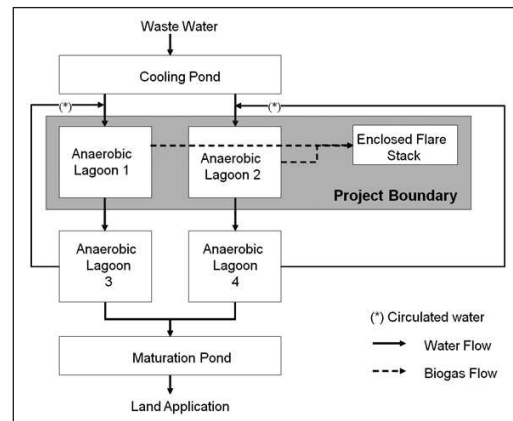 Waste Water
Cooling Pond
(*)
(*)
Anaerobic
Lagoon 1
Anaerobic
Lagoon 2
Enclosed Flare
Stack
Project Boundary
Anaerobic
Lagoon
3
Anaerobic
Lagoon
4
(*) Circulated water
Water Flow
Biogas Flow
Maturation Pond
Land Application